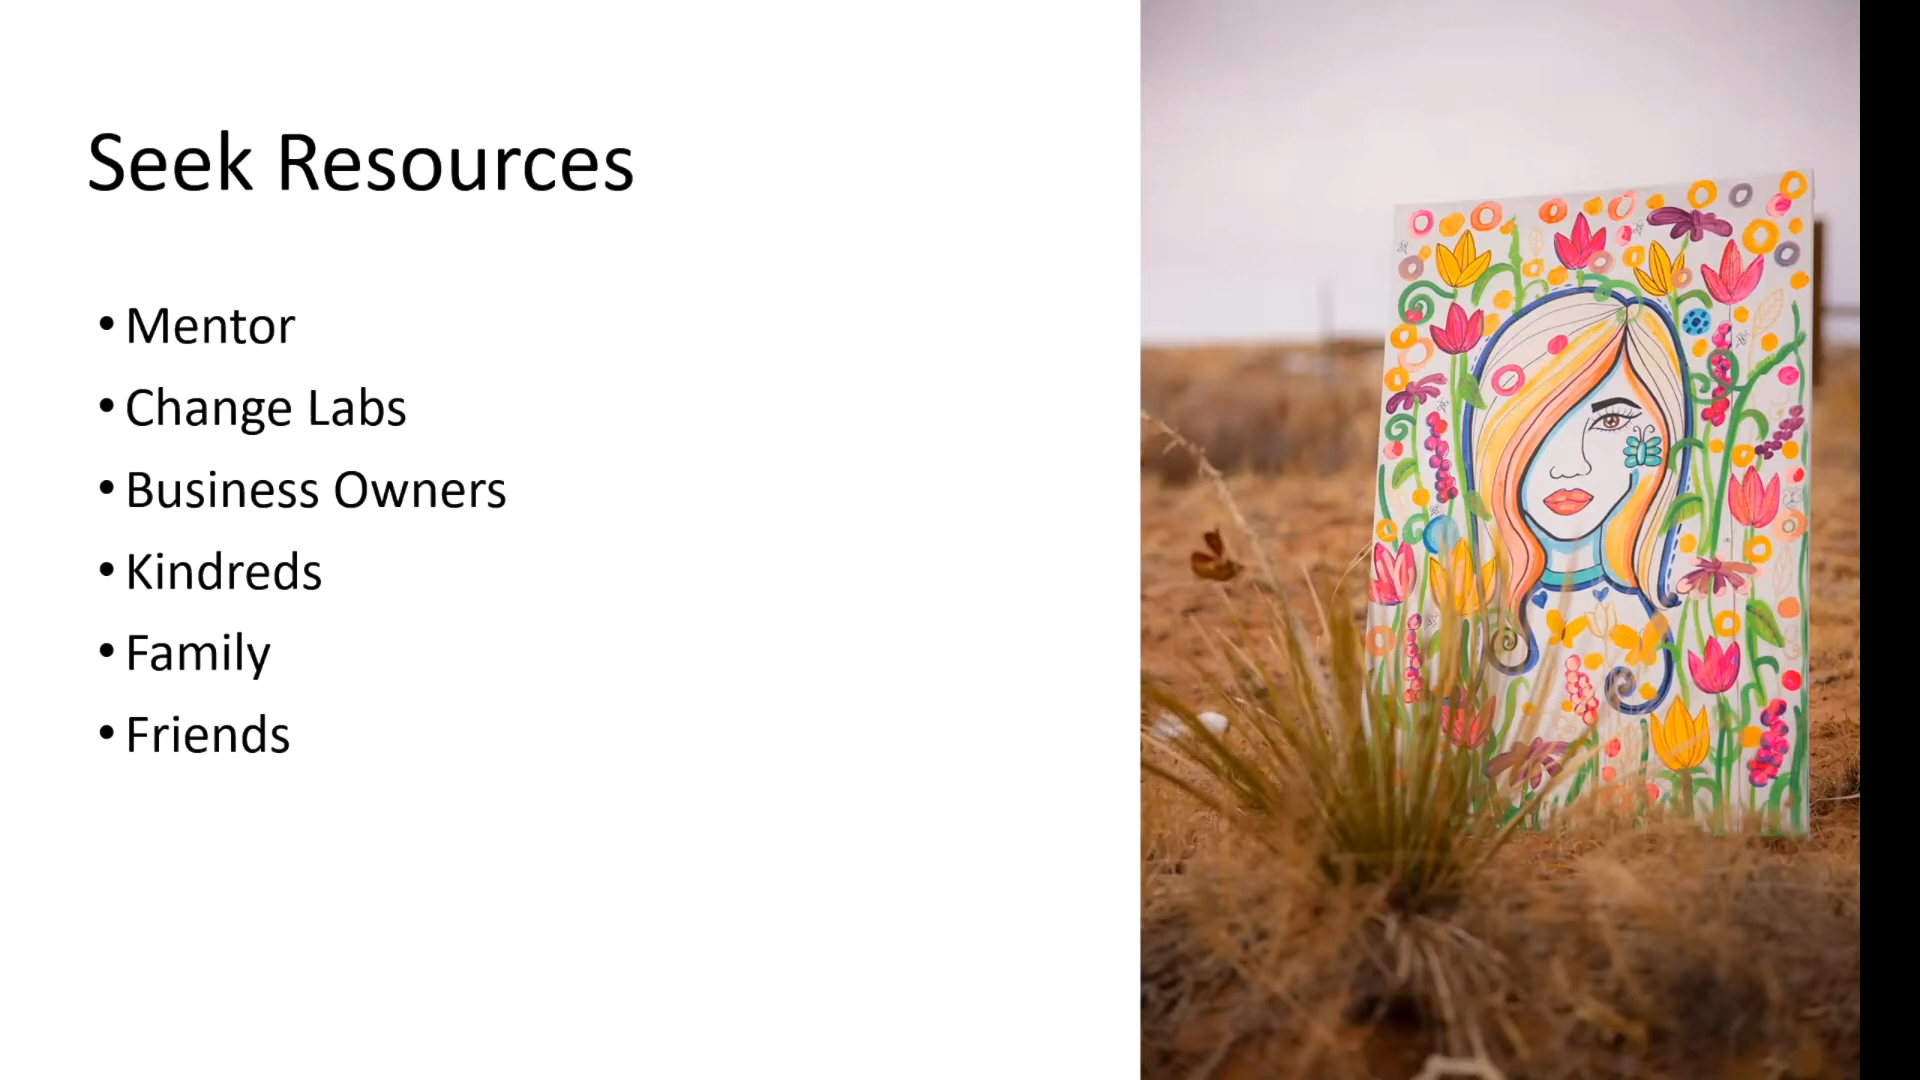 Seek Resources
• Mentor
• Change Labs
• Business Owners
• Kindreds
• Family
• Friends